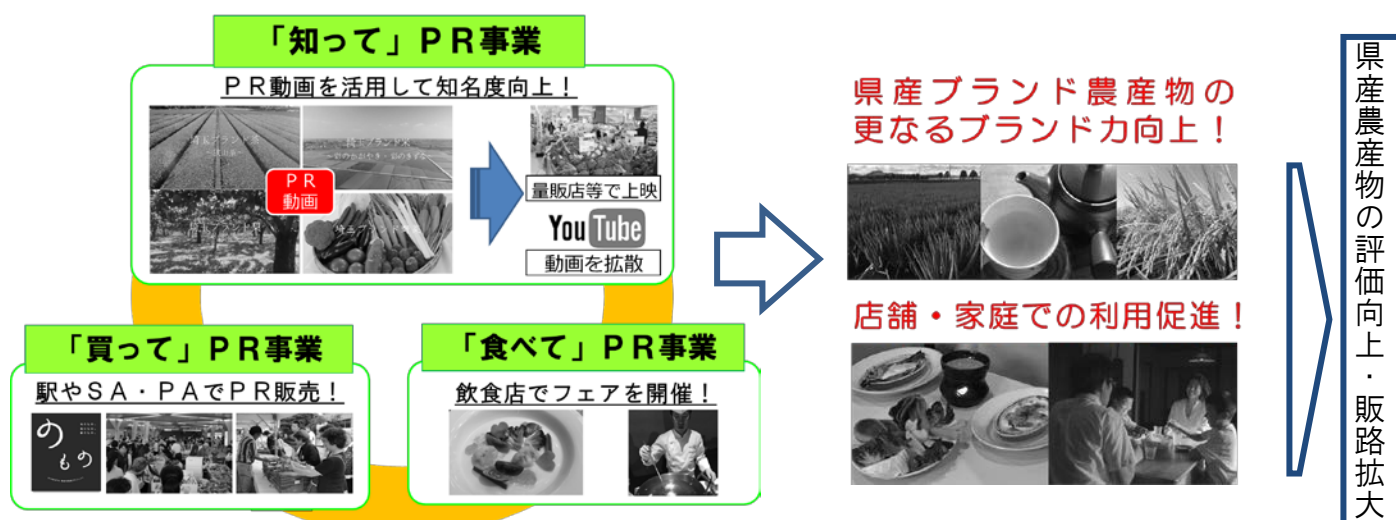 「知って」ＰＲ事業
ＰＲ動画を活用して知名度向上！
ＰＲ
動画
量販店等で上映
YouTube
動画を拡散
「買って」ＰＲ事業
駅やＳＡ・ＰＡでＰＲ販売！
のもの
「食べて」ＰＲ事業
飲食店でフェアを開催！
県産ブランド農産物の
更なるブランド力向上！
店舗・家庭での利用促進！
県産農産物の評価向上・販路拡大